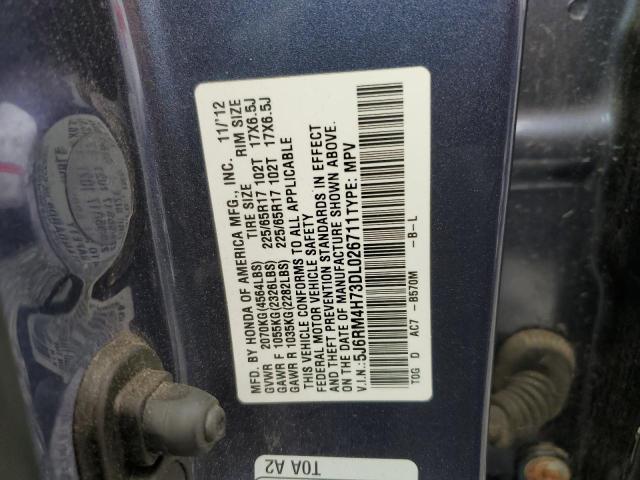 MFD. BY HONDA OF AMERICA MFG., INC. 11/'12
GVWR 2070KG(4564LBS) TIRE SIZE RIM SIZE
GAWR F 1055KG(2326LBS) 225/65R17 102T 17X6.5J
GAWR R 1035KG(2282LBS) 225/65R17 102T 17X6.5J
THIS VEHICLE CONFORMS TO ALL APPLICABLE
FEDERAL MOTOR VEHICLE SAFETY
AND THEFT PREVENTION STANDARDS IN EFFECT
ON THE DATE OF MANUFACTURE SHOWN ABOVE.
V.I.N.:5J6RM4H73DL026711TYPE: MPV
TOG D AC7 -B570M -B-L
T0A A2